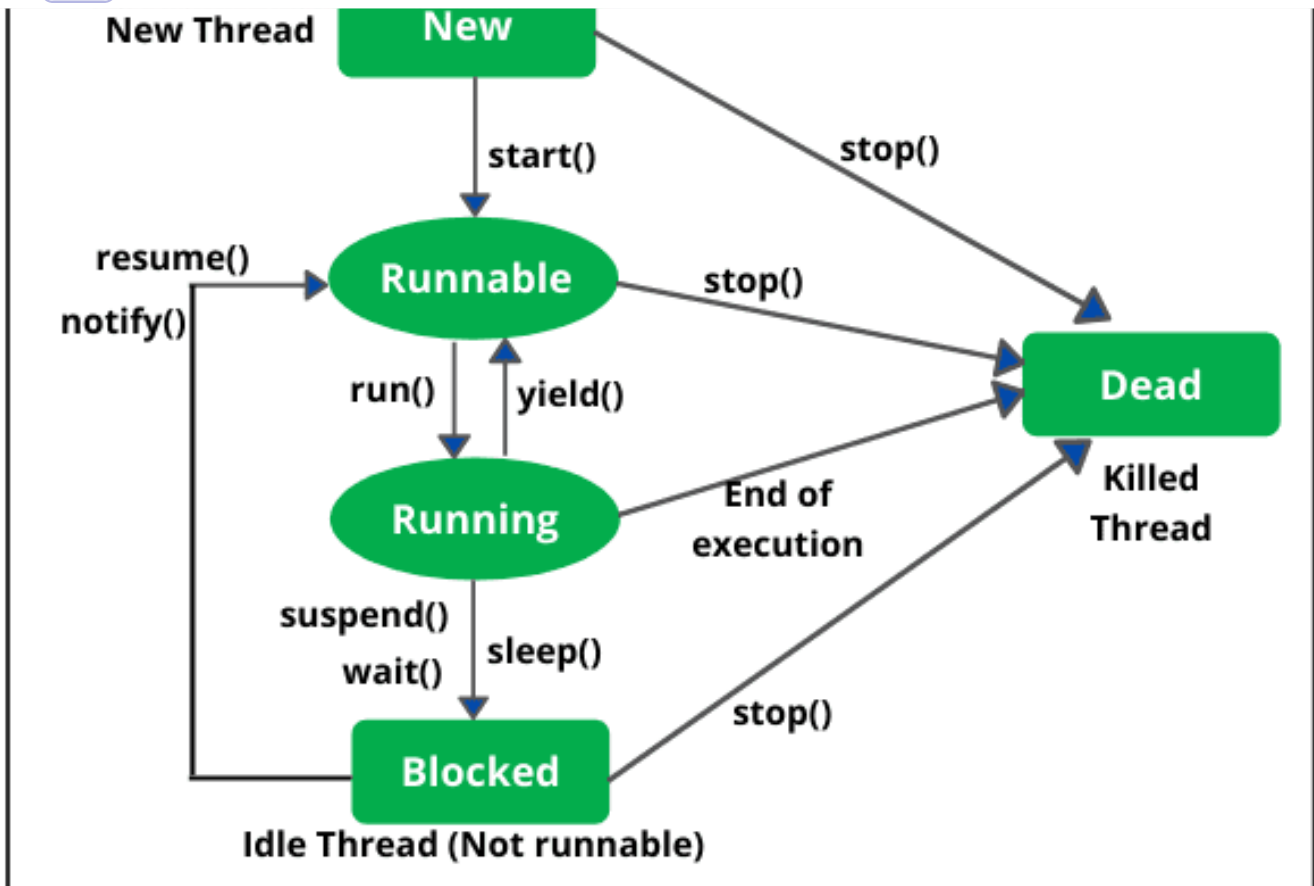 New Thread
New
start()
stop()
resume()
Runnable
stop()
notify()
run()
yield()
Dead
Running
End of
execution
Killed
Thread
suspend()
sleep()
wait()
stop()
Blocked
Idle Thread (Not runnable)